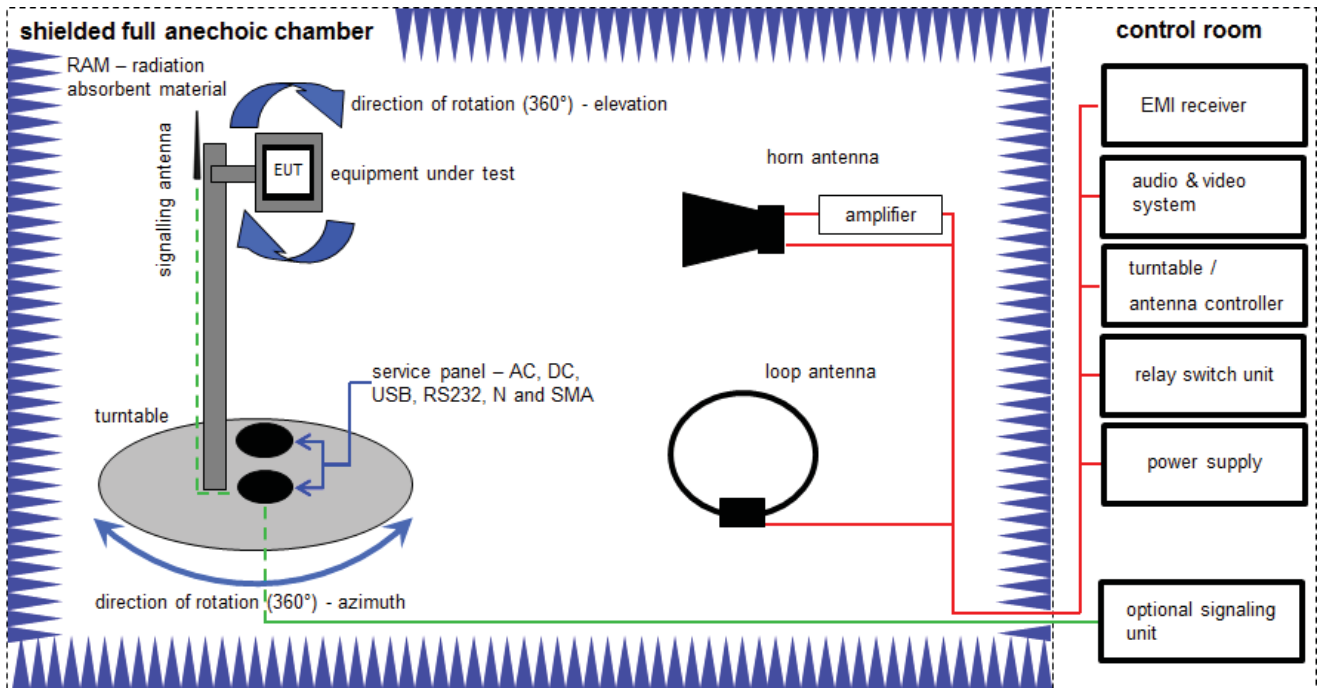 shielded full anechoic chamber
control room
RAM – radiation
absorbent material
direction of rotation (360°) - elevation
signalling antenna
EUT
equipment under test
horn antenna
amplifier
EMI receiver
audio & video
system
turntable /
antenna controller
relay switch unit
power supply
service panel – AC, DC,
USB, RS232, N and SMA
loop antenna
turntable
direction of rotation (360°) - azimuth
optional signaling
unit